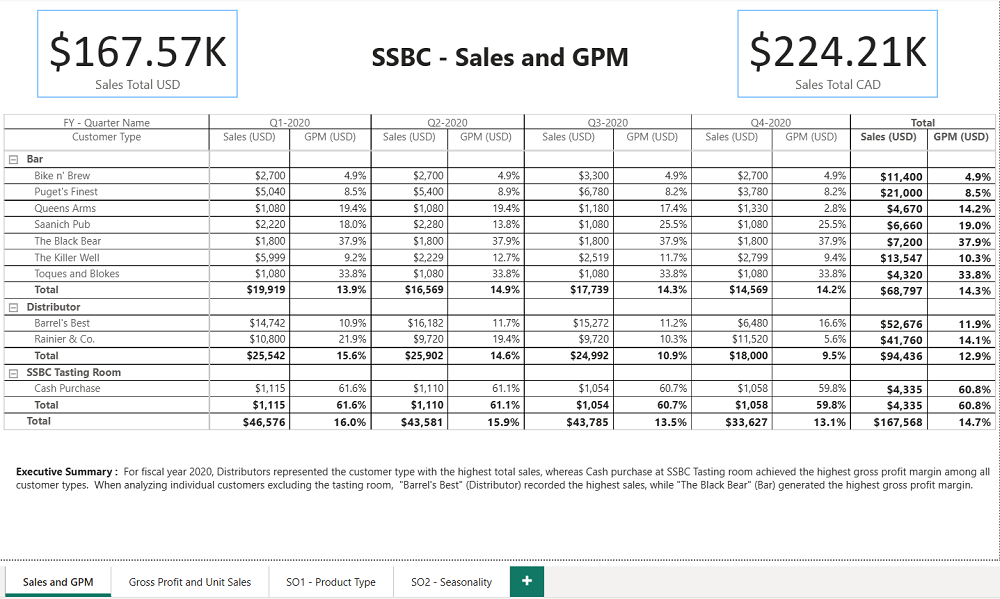 $167.57K
Sales Total USD
SSBC - Sales and GPM
$224.21K
Sales Total CAD
FY - Quarter Name Q1-2020 Q2-2020 Q3-2020 Q4-2020 Total
Customer Type Sales (USD) GPM (USD) Sales (USD) GPM (USD) Sales (USD) GPM (USD) Sales (USD) GPM (USD) Sales (USD) GPM (USD)
Bar
Bike n' Brew $2,700 4.9% $2,700 4.9% $3,300 4.9% $2,700 4.9% $11,400 4.9%
Puget's Finest $5,040 8.5% $5,400 8.9% $6,780 8.2% $3,780 8.2% $21,000 8.5%
Queens Arms $1,080 19.4% $1,080 19.4% $1,180 17.4% $1,330 2.8% $4,670 14.2%
Saanich Pub $2,220 18.0% $2,280 13.8% $1,080 25.5% $1,080 25.5% $6,660 19.0%
The Black Bear $1,800 37.9% $1,800 37.9% $1,800 37.9% $1,800 37.9% $7,200 37.9%
The Killer Well $5,999 9.2% $2,229 12.7% $2,519 11.7% $2,799 9.4% $13,547 10.3%
Toques and Blokes $1,080 33.8% $1,080 33.8% $1,080 33.8% $1,080 33.8% $4,320 33.8%
Total $19,919 13.9% $16,569 14.9% $17,739 14.3% $14,569 14.2% $68,797 14.3%
Distributor
Barrel's Best $14,742 10.9% $16,182 11.7% $15,272 11.2% $6,480 16.6% $52,676 11.9%
Rainier & Co. $10,800 21.9% $9,720 19.4% $9,720 10.3% $11,520 5.6% $41,760 14.1%
Total $25,542 15.6% $25,902 14.6% $24,992 10.9% $18,000 9.5% $94,436 12.9%
SSBC Tasting Room
Cash Purchase $1,115 61.6% $1,110 61.1% $1,054 60.7% $1,058 59.8% $4,335 60.8%
Total $1,115 61.6% $1,110 61.1% $1,054 60.7% $1,058 59.8% $4,335 60.8%
Total $46,576 16.0% $43,581 15.9% $43,785 13.5% $33,627 13.1% $167,568 14.7%
Executive Summary : For fiscal year 2020, Distributors represented the customer type with the highest total sales, whereas Cash purchase at SSBC Tasting room achieved the highest gross profit margin among all
customer types. When analyzing individual customers excluding the tasting room, "Barrel's Best" (Distributor) recorded the highest sales, while "The Black Bear" (Bar) generated the highest gross profit margin.
Sales and GPM Gross Profit and Unit Sales SO1 - Product Type SO2 - Seasonality +